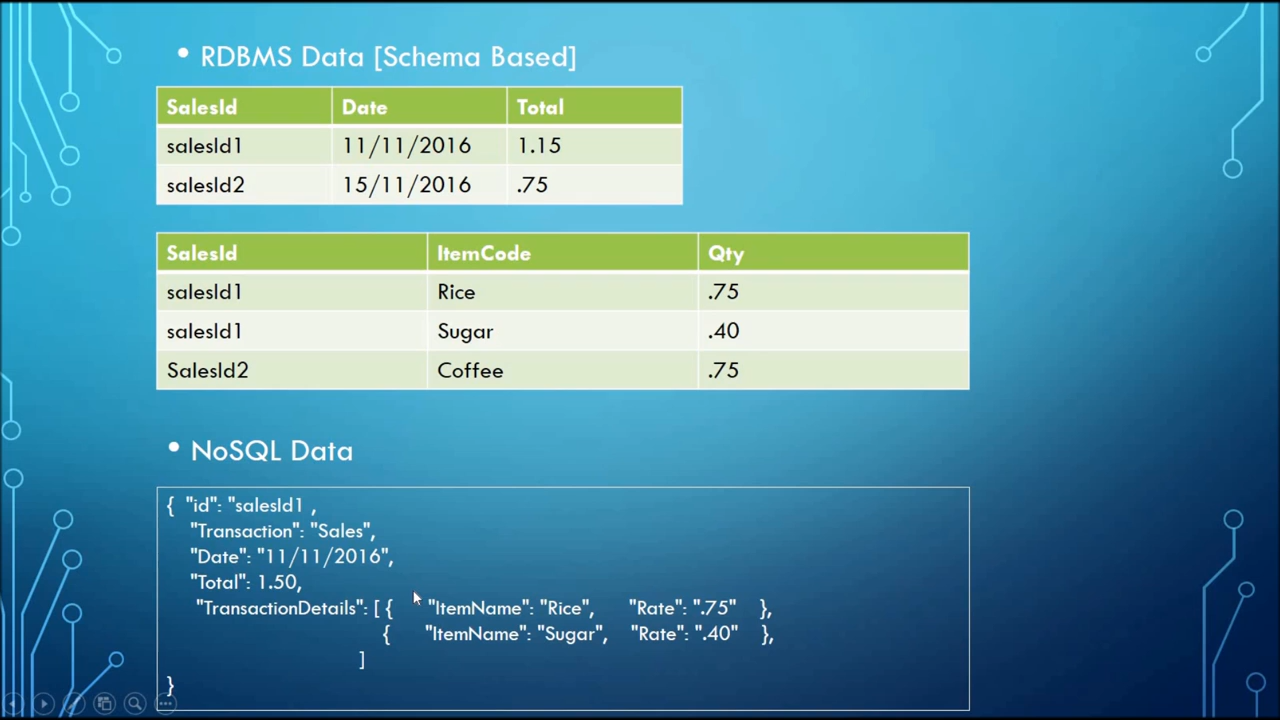 • RDBMS Data [Schema Based]
SalesId Date Total
salesId1 11/11/2016 1.15
salesId2 15/11/2016 .75
SalesId ItemCode Qty
salesId1 Rice .75
salesId1 Sugar .40
SalesId2 Coffee .75
• NoSQL Data
{ "id": "salesId1 ,
"Transaction": "Sales",
"Date": "11/11/2016",
"Total": 1.50,
"TransactionDetails": [ { "ItemName": "Rice", "Rate": ".75" },
{ "ItemName": "Sugar", "Rate": ".40" },
]
}